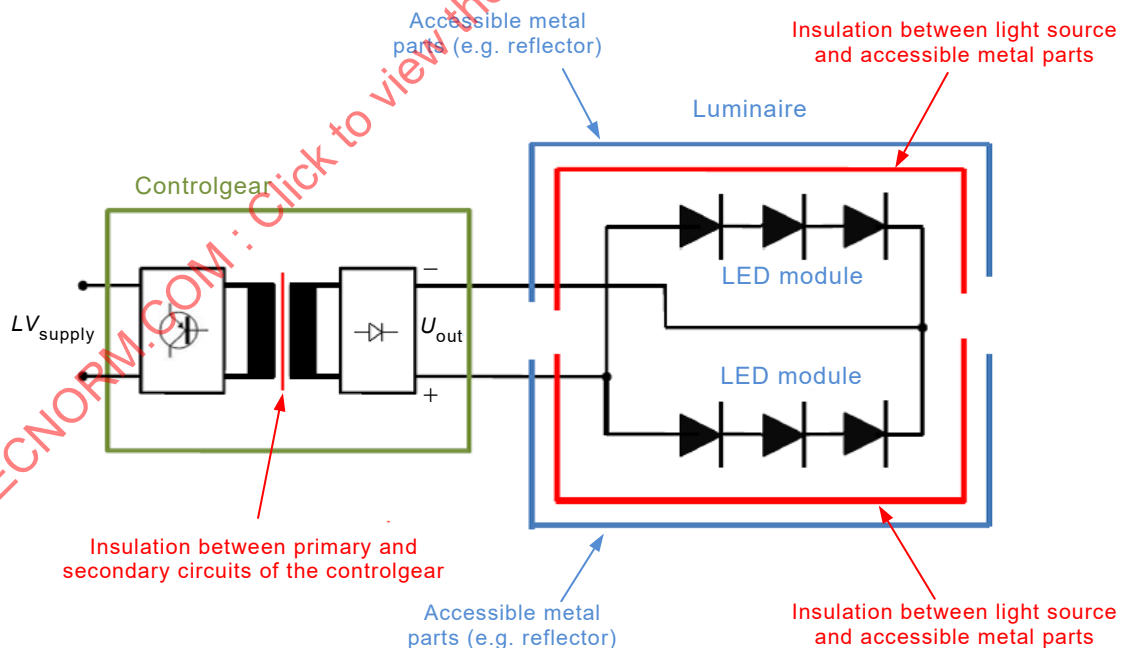 Accessible metal
parts (e.g. reflector)
Insulation between light source
and accessible metal parts
Luminaire
Controlgear
LED module
LVsupply
−
Uout
+
LED module
Insulation between primary and
secondary circuits of the controlgear
Accessible metal
parts (e.g. reflector)
Insulation between light source
and accessible metal parts
ECNORM.COM : Click to view the